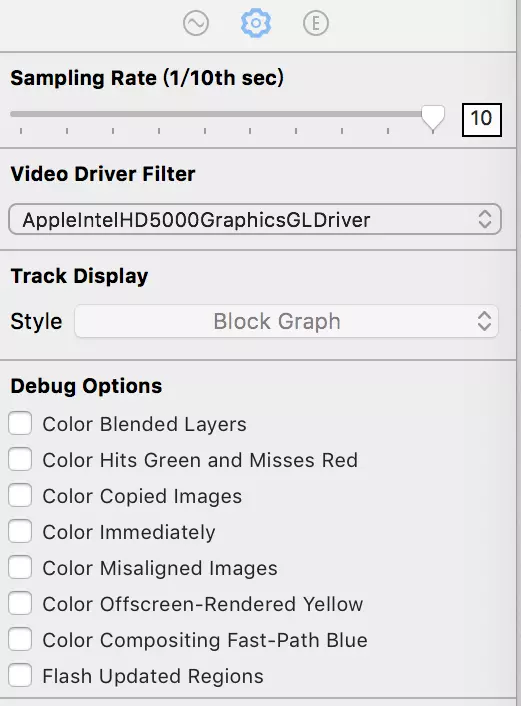 E
Sampling Rate (1/10th sec)
10
Video Driver Filter
AppleIntelHD5000GraphicsGLDriver
Track Display
Style Block Graph
Debug Options
Color Blended Layers
Color Hits Green and Misses Red
Color Copied Images
Color Immediately
Color Misaligned Images
Color Offscreen-Rendered Yellow
Color Compositing Fast-Path Blue
Flash Updated Regions